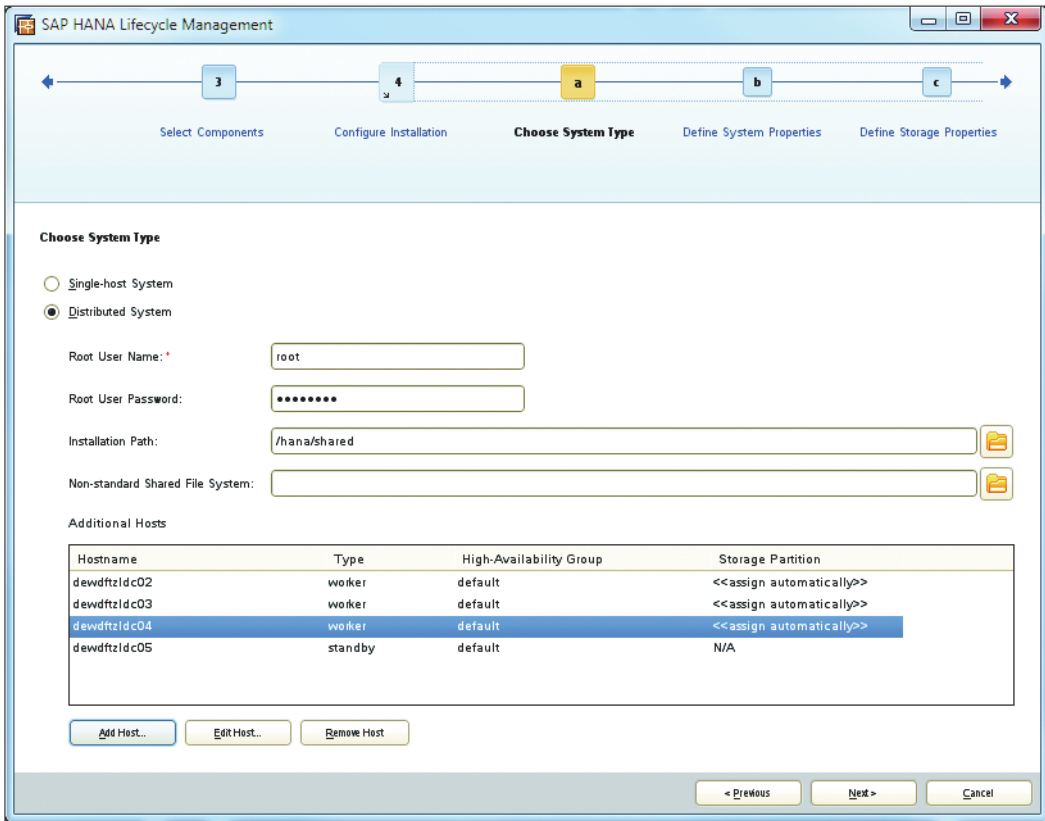 SAP HANA Lifecycle Management
3 4 a b c
Select Components Configure Installation Choose System Type Define System Properties Define Storage Properties
Choose System Type
Single-host System
Distributed System
Root User Name:* root
Root User Password: ••••••••
Installation Path: /hana/shared
Non-standard Shared File System:
Additional Hosts
Hostname Type High-Availability Group Storage Partition
dewdftzldc02 worker default <<assign automatically>>
dewdftzldc03 worker default <<assign automatically>>
dewdftzldc04 worker default <<assign automatically>>
dewdftzldc05 standby default N/A
Add Host... Edit Host... Remove Host
< Previous Next > Cancel